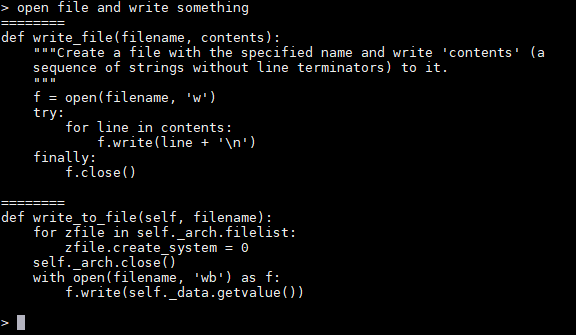 > open file and write something
========
def write_file(filename, contents):
    """Create a file with the specified name and write 'contents' (a
    sequence of strings without line terminators) to it.
    """
    f = open(filename, 'w')
    try:
        for line in contents:
            f.write(line + '\n')
    finally:
        f.close()

========
def write_to_file(self, filename):
    for zfile in self._arch.filelist:
        zfile.create_system = 0
    self._arch.close()
    with open(filename, 'wb') as f:
        f.write(self._data.getvalue())

>